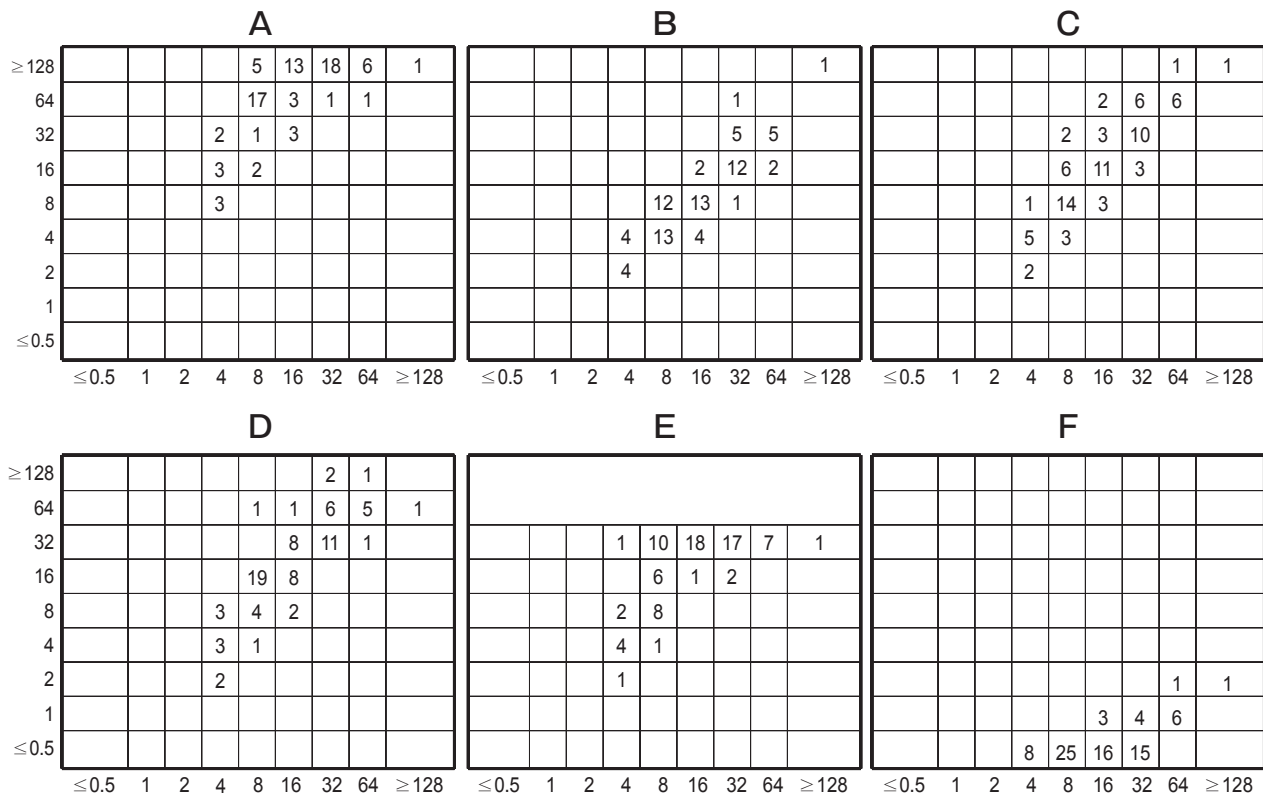 A B C
≥128 5 13 18 6 1 1 1 1
64 17 3 1 1 1 2 6 6
32 2 1 3 5 5 2 3 10
16 3 2 2 12 2 6 11 3
8 3 12 13 1 1 14 3
4 4 13 4 5 3
2 4 2
1
≤0.5
≤0.5 1 2 4 8 16 32 64 ≥128 ≤0.5 1 2 4 8 16 32 64 ≥128 ≤0.5 1 2 4 8 16 32 64 ≥128
D E F
≥128 2 1
64 1 1 6 5 1
32 8 11 1 1 10 18 17 7 1
16 19 8 6 1 2
8 3 4 2 2 8
4 3 1 4 1
2 2 1 1 1
1 3 4 6
≤0.5 8 25 16 15
≤0.5 1 2 4 8 16 32 64 ≥128 ≤0.5 1 2 4 8 16 32 64 ≥128 ≤0.5 1 2 4 8 16 32 64 ≥128